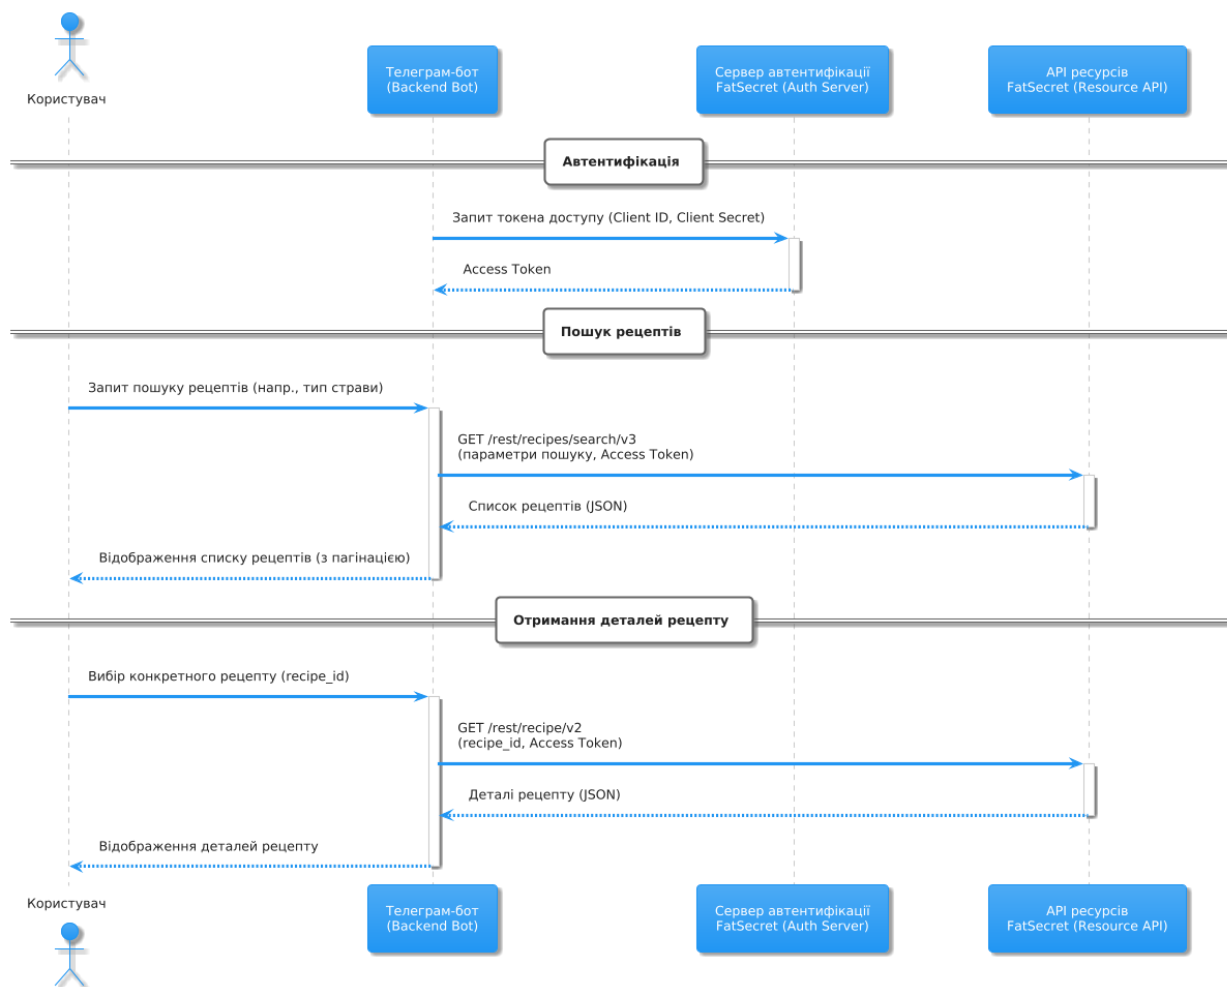 Користувач
Телеграм-бот
(Backend Bot)
Сервер автентифікації
FatSecret (Auth Server)
API ресурсів
FatSecret (Resource API)
Автентифікація
Запит токена доступу (Client ID, Client Secret)
Access Token
Пошук рецептів
Запит пошуку рецептів (напр., тип страви)
GET /rest/recipes/search/v3
(параметри пошуку, Access Token)
Список рецептів (JSON)
Відображення списку рецептів (з пагінацією)
Отримання деталей рецепту
Вибір конкретного рецепту (recipe_id)
GET /rest/recipe/v2
(recipe_id, Access Token)
Деталі рецепту (JSON)
Відображення деталей рецепту
Користувач
Телеграм-бот
(Backend Bot)
Сервер автентифікації
FatSecret (Auth Server)
API ресурсів
FatSecret (Resource API)